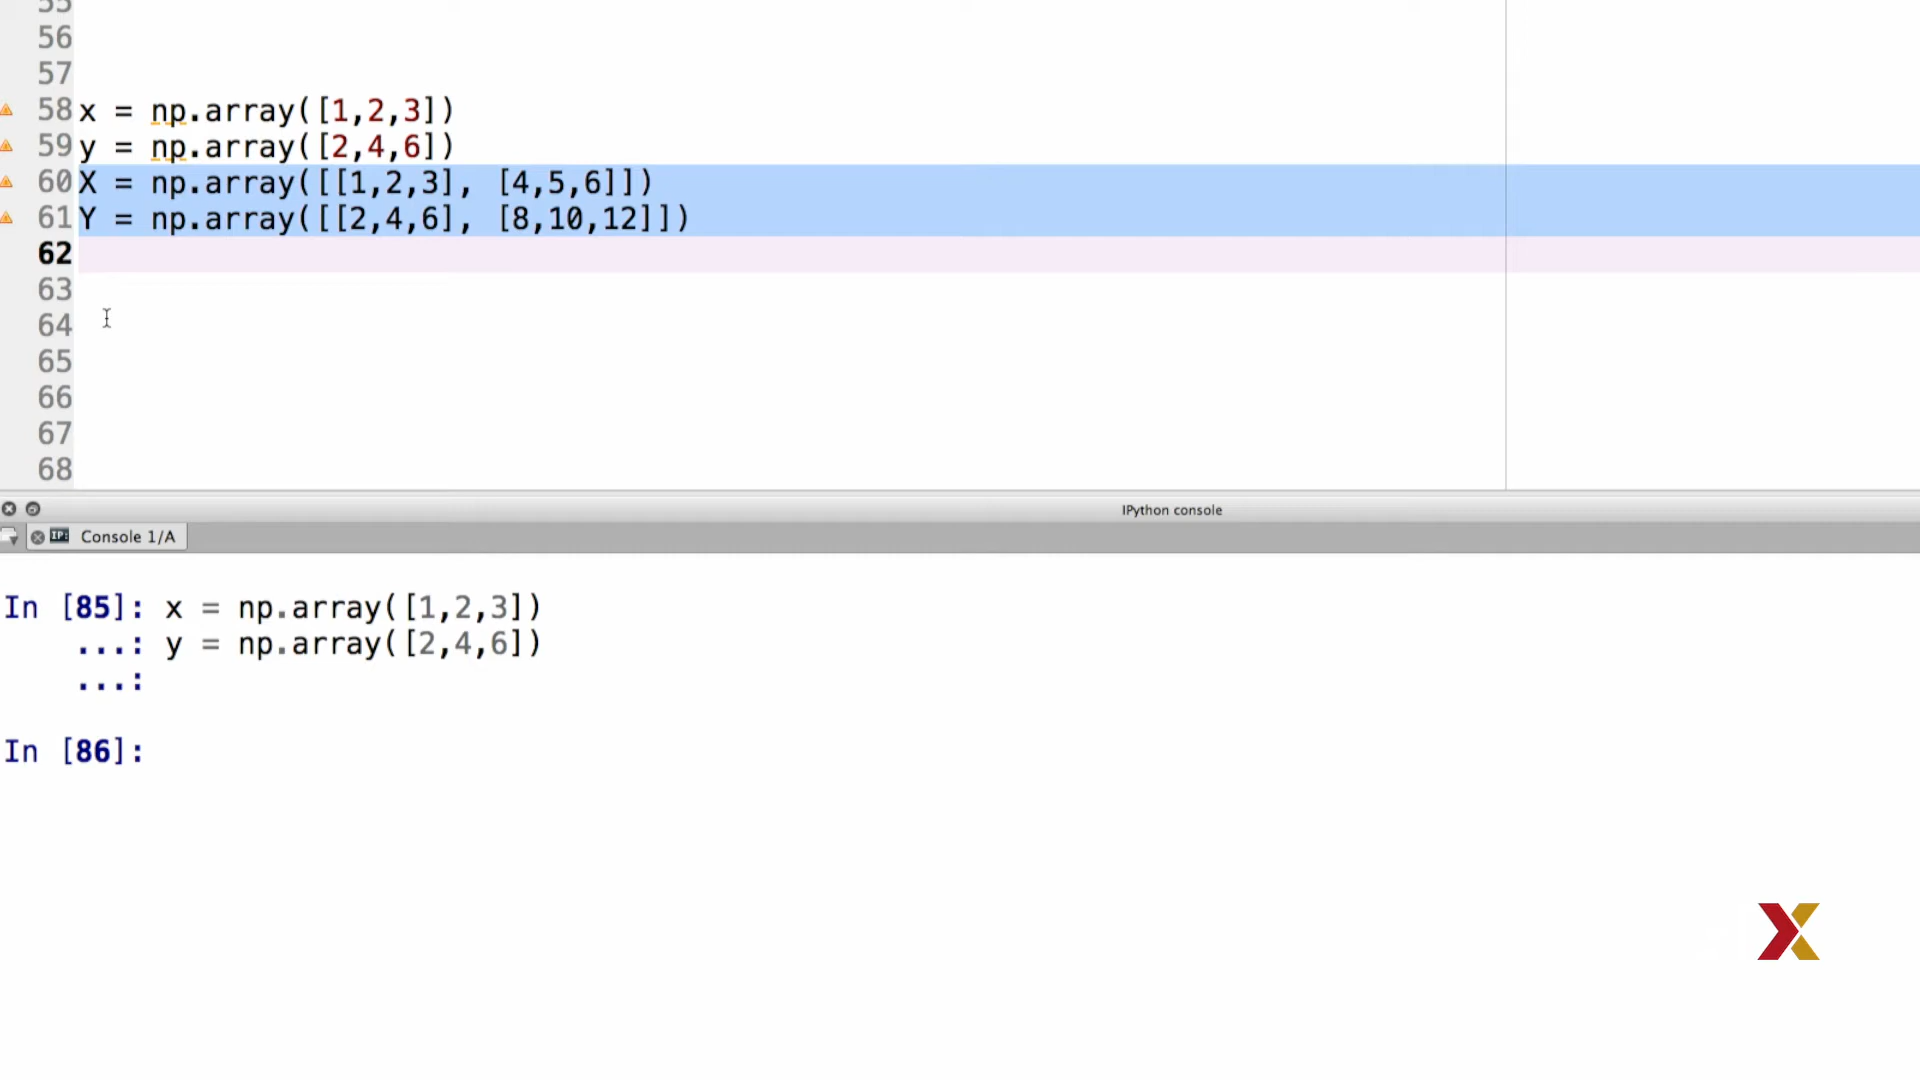 55
56
57
58 x = np.array([1,2,3])
59 y = np.array([2,4,6])
60 X = np.array([[1,2,3], [4,5,6]])
61 Y = np.array([[2,4,6], [8,10,12]])
62
63
64
65
66
67
68
IPython console
IP: Console 1/A
In [85]: x = np.array([1,2,3])
...: y = np.array([2,4,6])
...:
In [86]:
X